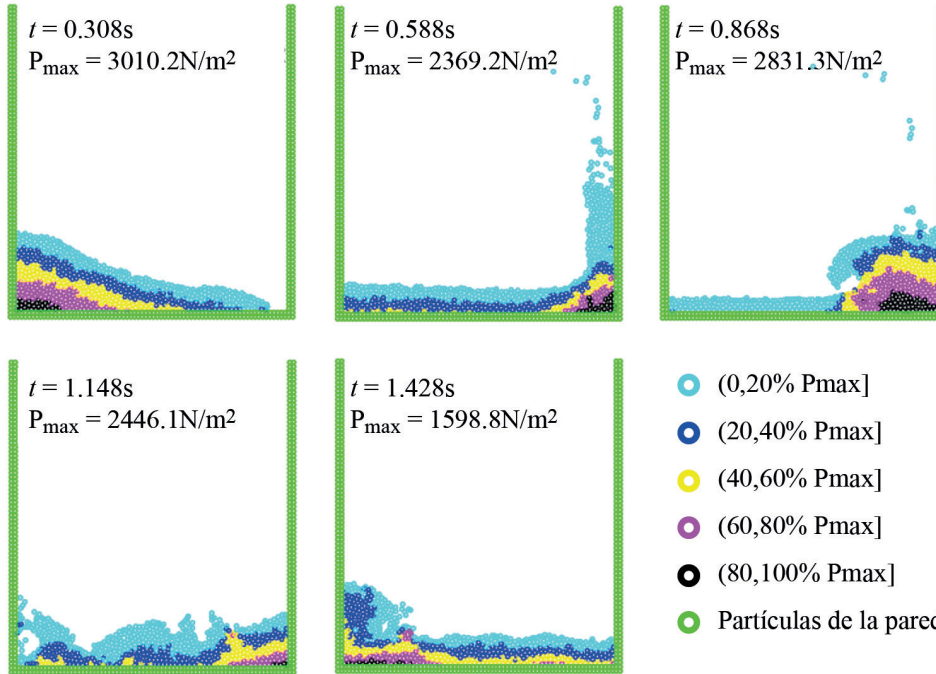 t = 0.308s
Pmax = 3010.2N/m²
t = 0.588s
Pmax = 2369.2N/m²
t = 0.868s
Pmax = 2831.3N/m²
t = 1.148s
Pmax = 2446.1N/m²
t = 1.428s
Pmax = 1598.8N/m²
(0,20% Pmax]
(20,40% Pmax]
(40,60% Pmax]
(60,80% Pmax]
(80,100% Pmax]
Partículas de la pared